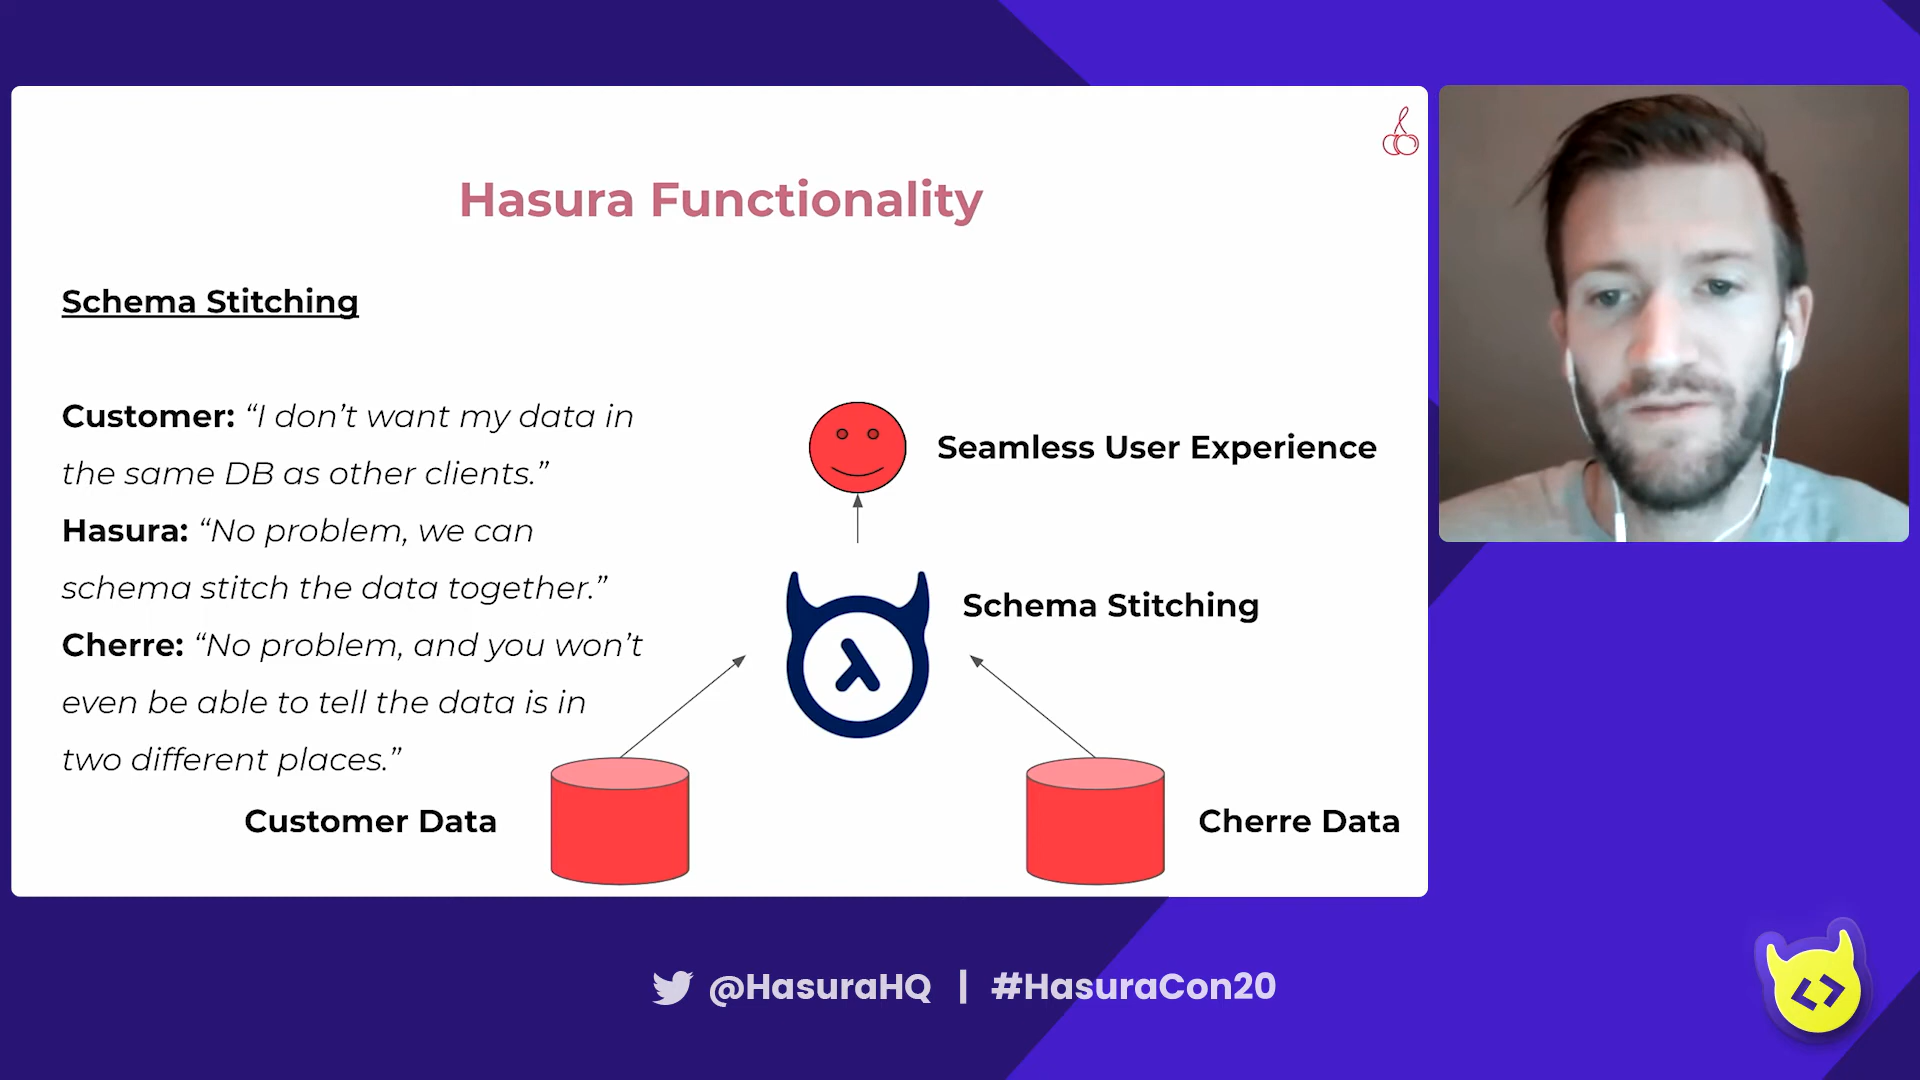 Hasura Functionality
Schema Stitching
Customer: “I don’t want my data in
the same DB as other clients.”
Hasura: “No problem, we can
schema stitch the data together.”
Cherre: “No problem, and you won’t
even be able to tell the data is in
two different places.”
Seamless User Experience
Schema Stitching
Customer Data
Cherre Data
@HasuraHQ | #HasuraCon20